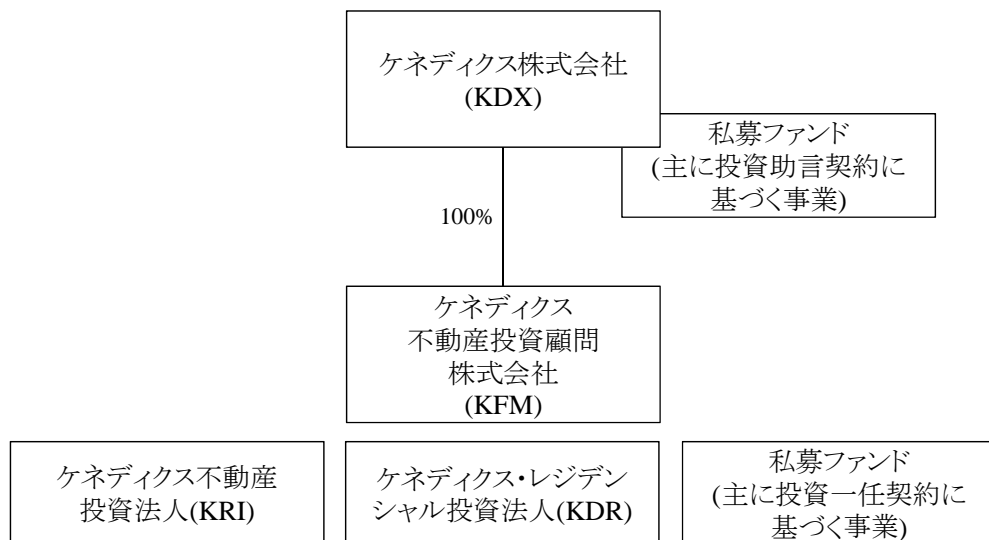 ケネディクス株式会社
(KDX)
私募ファンド
(主に投資助言契約に
基づく事業)
100%
ケネディクス
不動産投資顧問
株式会社
(KFM)
ケネディクス不動産
投資法人(KRI)
ケネディクス・レジデン
シャル投資法人(KDR)
私募ファンド
(主に投資一任契約に
基づく事業)